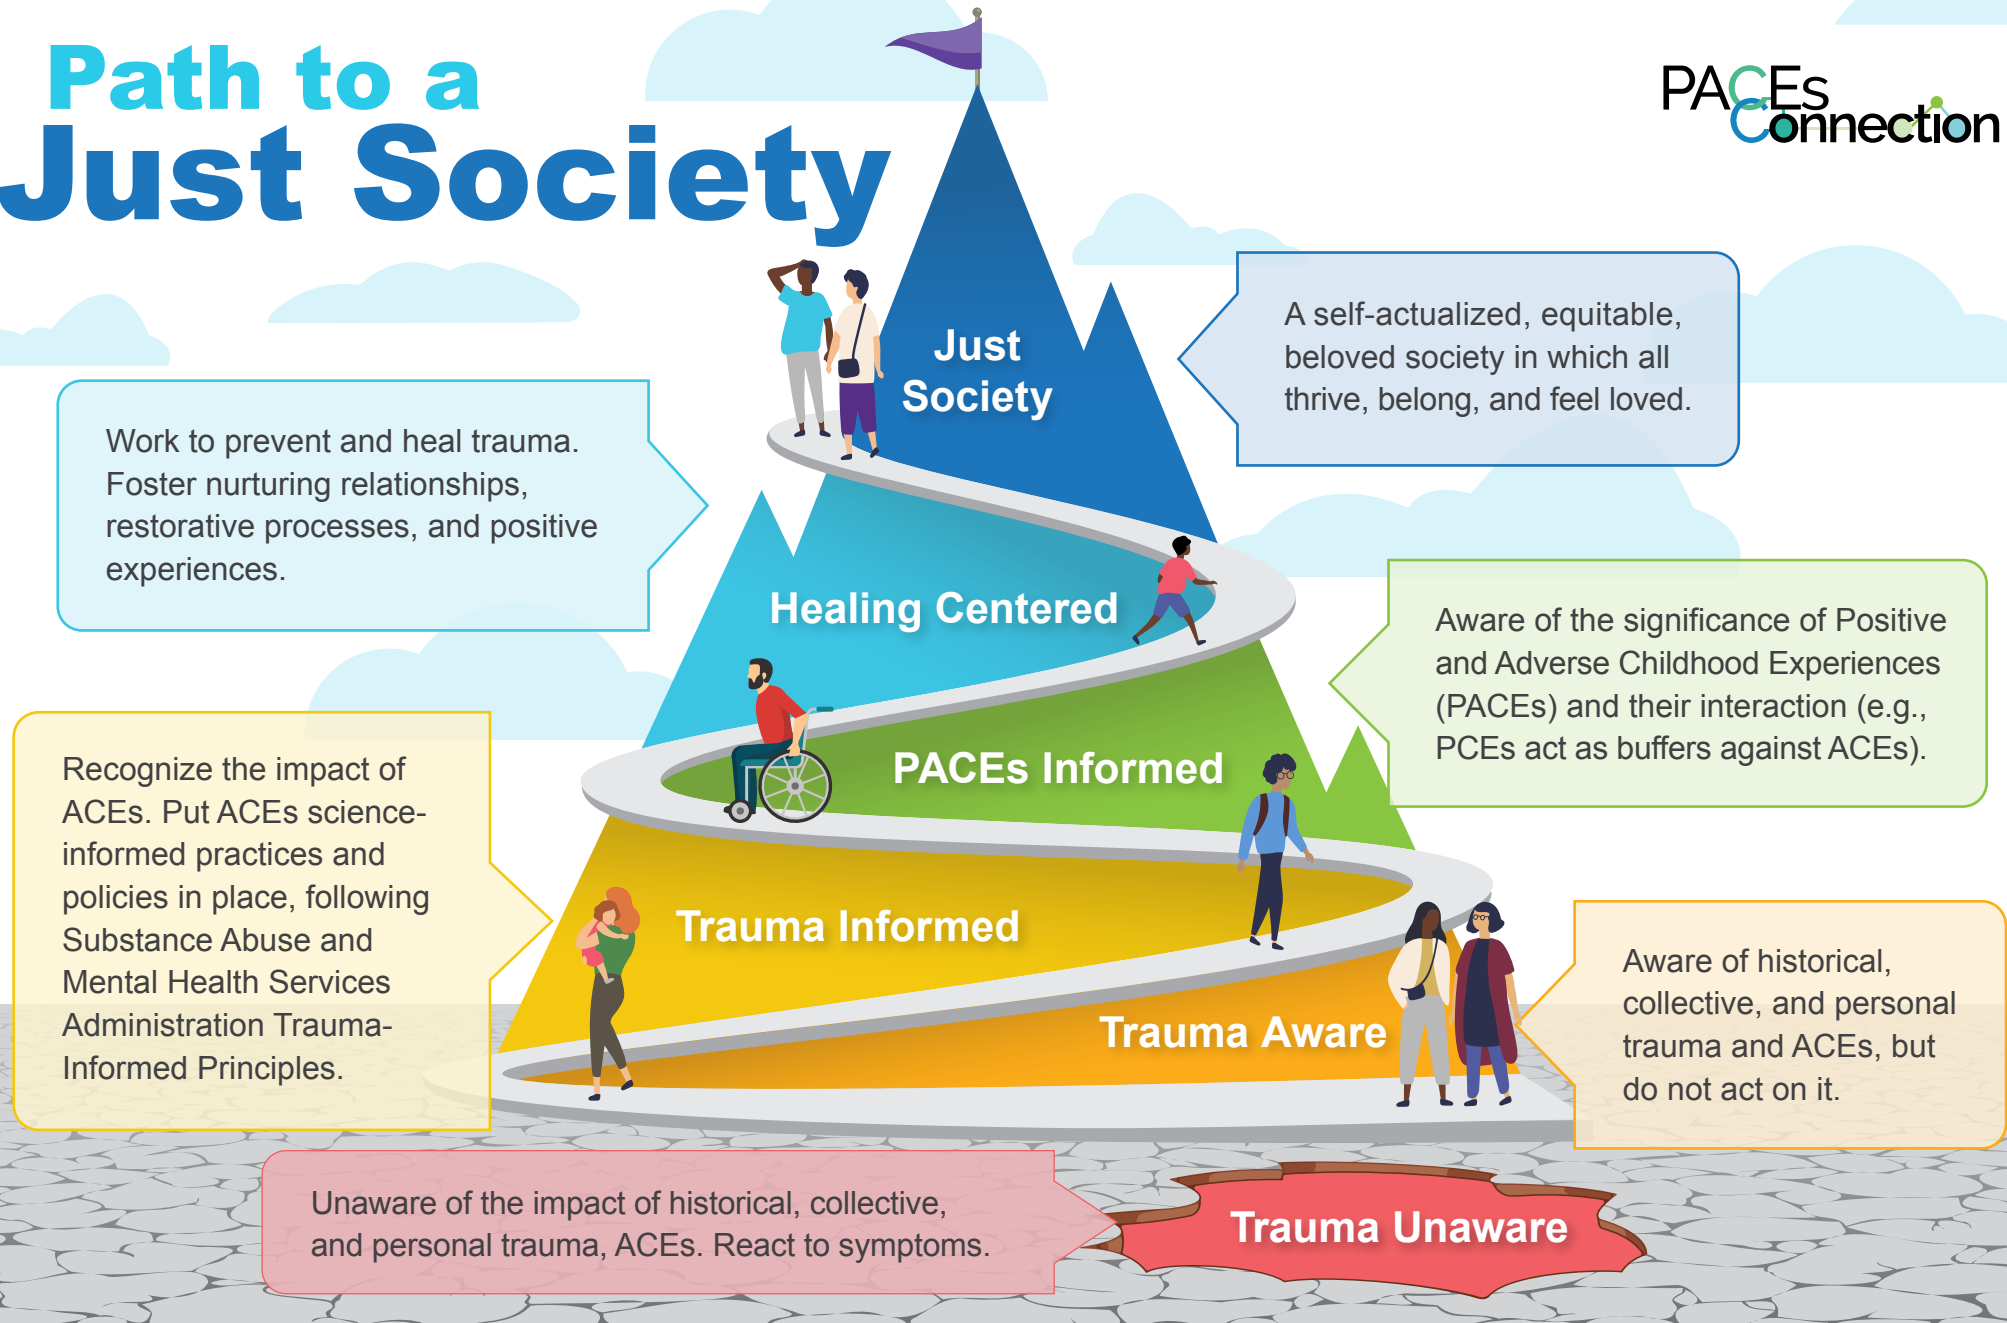 Path to a
Just Society
PACEs
Connection
Just
Society
A self-actualized, equitable,
beloved society in which all
thrive, belong, and feel loved.
Work to prevent and heal trauma.
Foster nurturing relationships,
restorative processes, and positive
experiences.
Healing Centered
Aware of the significance of Positive
and Adverse Childhood Experiences
(PACEs) and their interaction (e.g.,
PCEs act as buffers against ACEs).
PACEs Informed
Recognize the impact of
ACEs. Put ACEs science-
informed practices and
policies in place, following
Substance Abuse and
Mental Health Services
Administration Trauma-
Informed Principles.
Trauma Informed
Trauma Aware
Aware of historical,
collective, and personal
trauma and ACEs, but
do not act on it.
Unaware of the impact of historical, collective,
and personal trauma, ACEs. React to symptoms.
Trauma Unaware